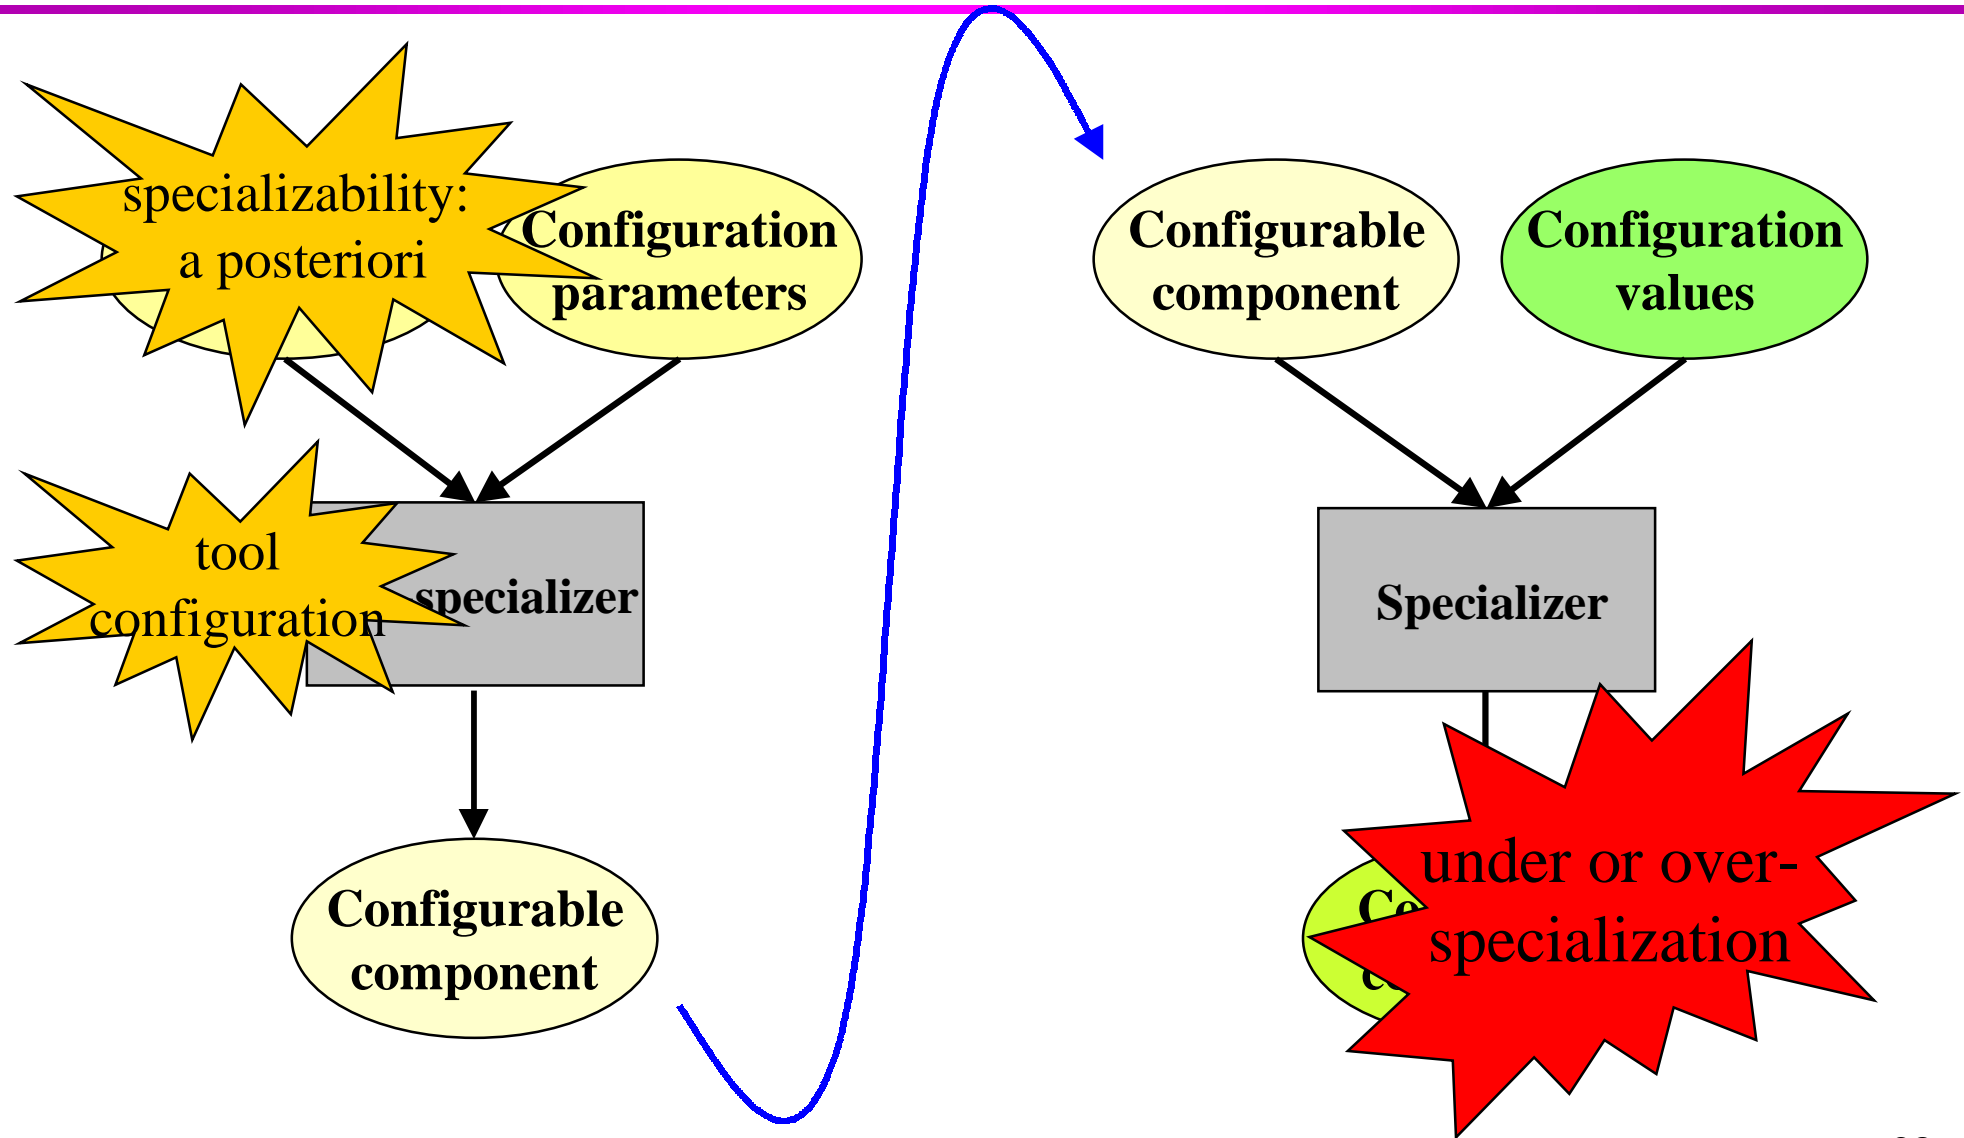 specializability:
a posteriori
Configuration
parameters
Configurable
component
Configuration
values
tool
configuration
-specializer
Specializer
Configurable
component
under or over-
specialization